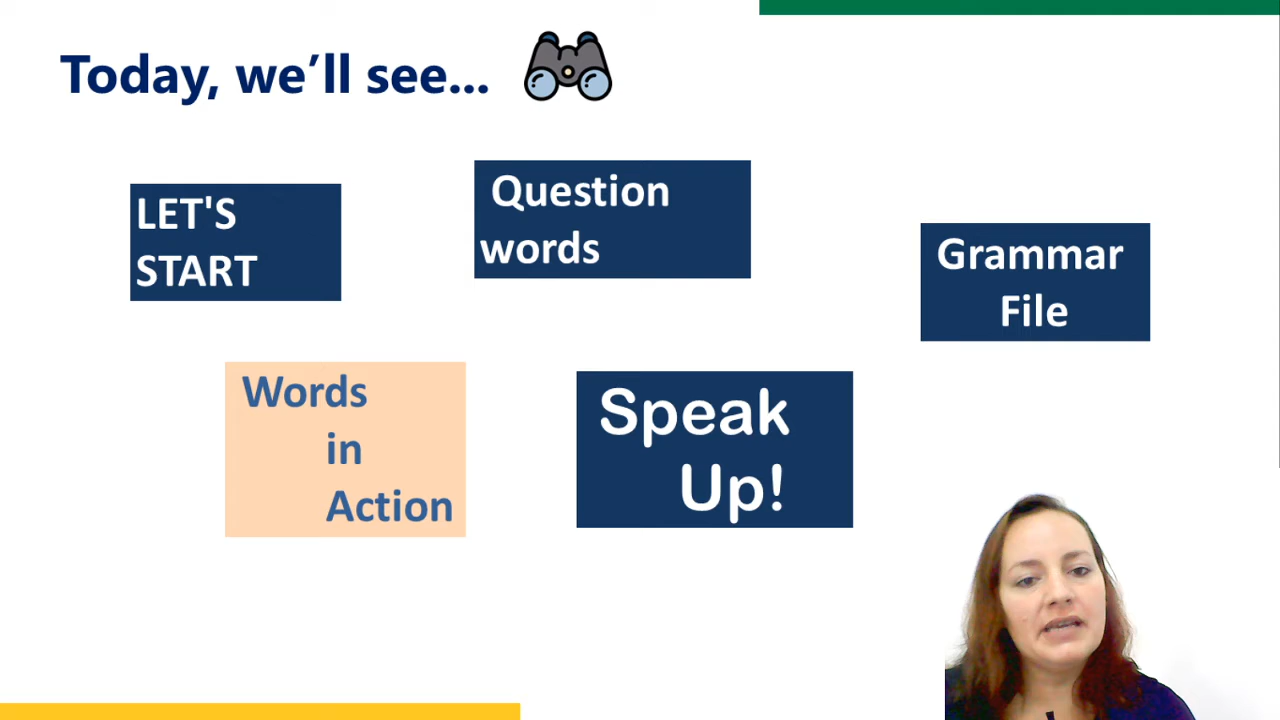 Today, we’ll see...
LET'S
START
Question
words
Grammar
File
Words
in
Action
Speak
Up!